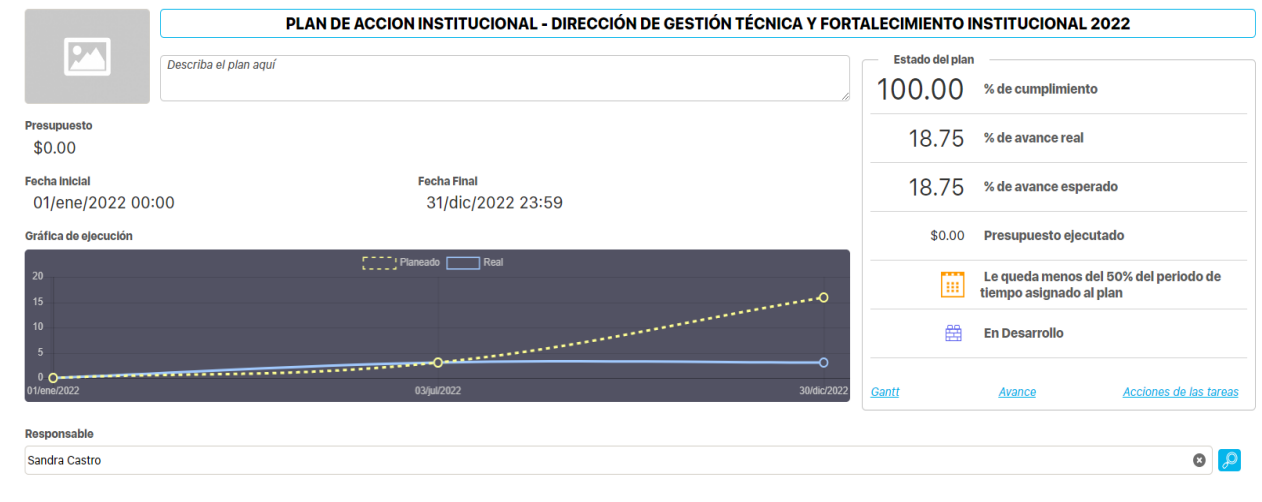 PLAN DE ACCION INSTITUCIONAL - DIRECCIÓN DE GESTIÓN TÉCNICA Y FORTALECIMIENTO INSTITUCIONAL 2022
Describa el plan aquí
Presupuesto
$0.00
Fecha Inicial
01/ene/2022 00:00
Fecha Final
31/dic/2022 23:59
Gráfica de ejecución
Planeado
Real
20
15
10
5
0
01/ene/2022
03/jul/2022
30/dic/2022
Estado del plan
100.00 % de cumplimiento
18.75 % de avance real
18.75 % de avance esperado
$0.00 Presupuesto ejecutado
Le queda menos del 50% del periodo de
tiempo asignado al plan
En Desarrollo
Gantt
Avance
Acciones de las tareas
Responsable
Sandra Castro